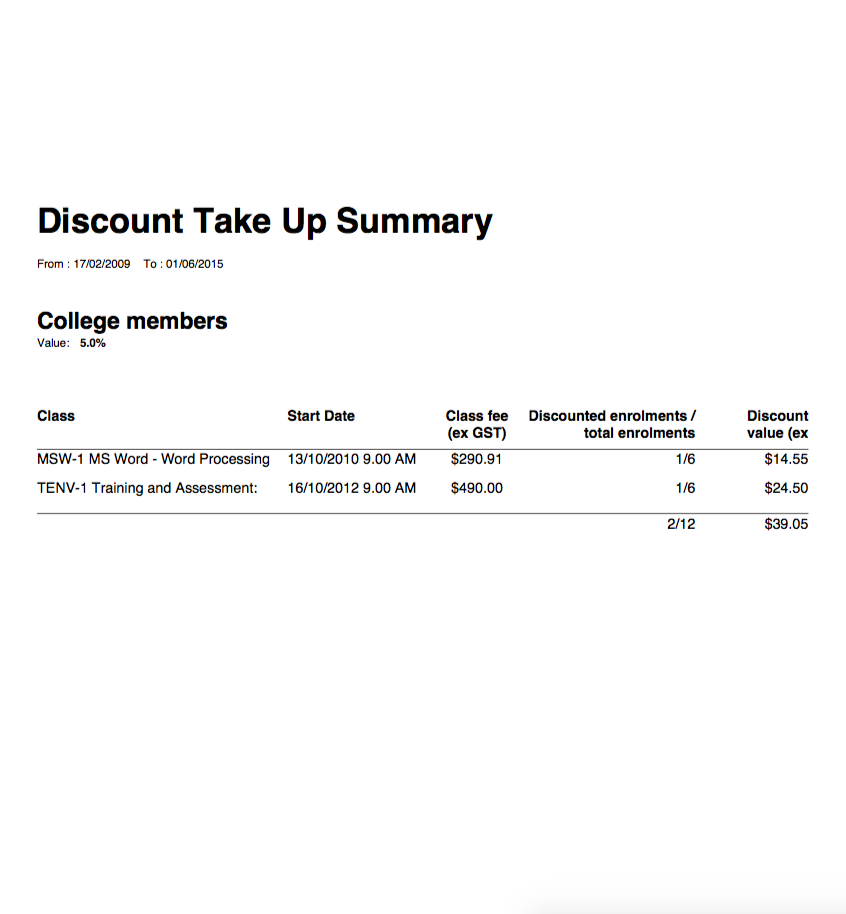 Discount Take Up Summary
From : 17/02/2009 To : 01/06/2015
College members
Value: 5.0%
Class Start Date Class fee (ex GST) Discounted enrolments / total enrolments Discount value (ex
MSW-1 MS Word - Word Processing 13/10/2010 9.00 AM $290.91 1/6 $14.55
TENV-1 Training and Assessment: 16/10/2012 9.00 AM $490.00 1/6 $24.50
2/12 $39.05